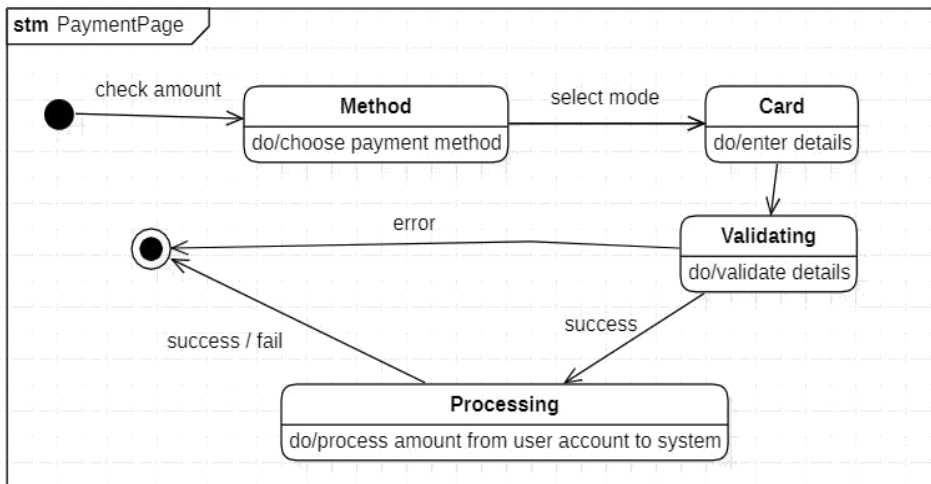 stm PaymentPage
check amount
Method
do/choose payment method
select mode
Card
do/enter details
error
Validating
do/validate details
success
success / fail
Processing
do/process amount from user account to system